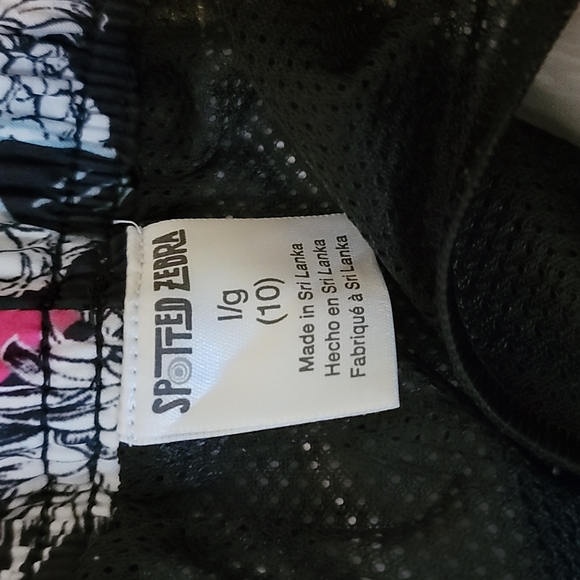 SPOTTED ZEBRA
l/g
(10)
Made in Sri Lanka
Hecho en Sri Lanka
Fabriqué à Sri Lanka